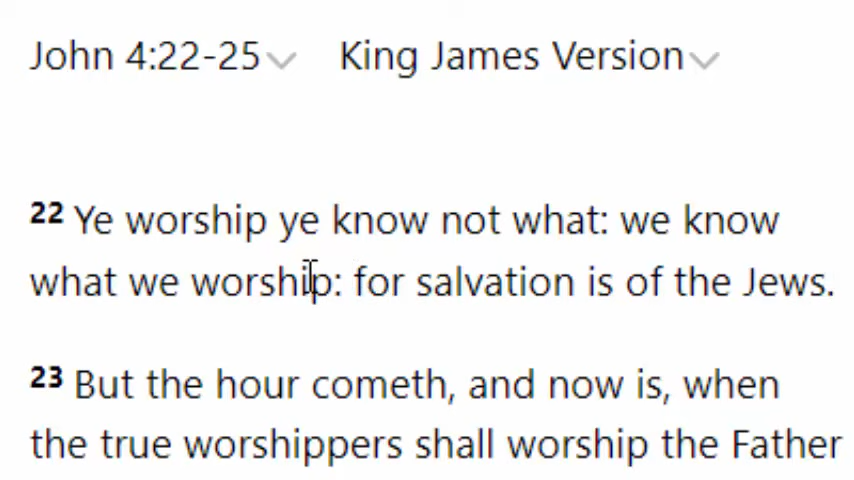 John 4:22-25 King James Version
22 Ye worship ye know not what: we know
what we worship: for salvation is of the Jews.
23 But the hour cometh, and now is, when
the true worshippers shall worship the Father